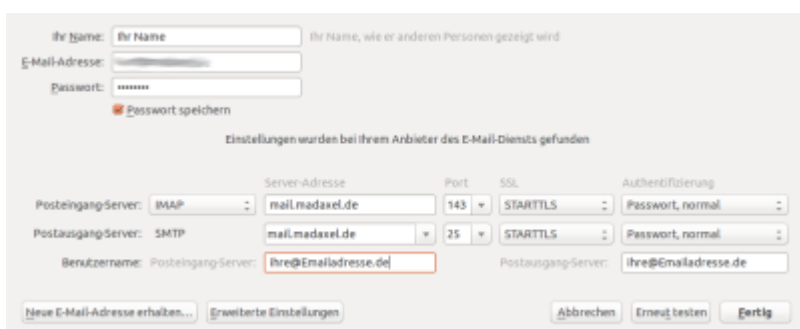 Ihr Name: Ihr Name Ihr Name, wie er anderen Personen gezeigt wird
E-Mail-Adresse:
Passwort: ••••••••
Passwort speichern
Einstellungen wurden bei Ihrem Anbieter des E-Mail-Diensts gefunden
Server-Adresse Port SSL Authentifizierung
Posteingang-Server: IMAP mail.madaxel.de 143 STARTTLS Passwort, normal
Postausgang-Server: SMTP mail.madaxel.de 25 STARTTLS Passwort, normal
Benutzername: Posteingang-Server: Ihre@Emailadresse.de Postausgang-Server: Ihre@Emailadresse.de
Neue E-Mail-Adresse erhalten... Erweiterte Einstellungen Abbrechen Erneut testen Fertig